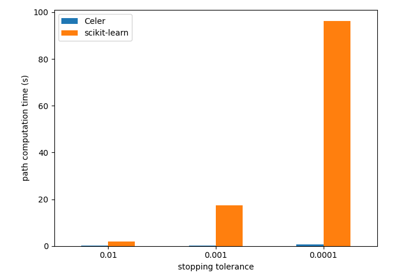 Celer
scikit-learn
path computation time (s)
100
80
60
40
20
0
0.01
0.001
0.0001
stopping tolerance